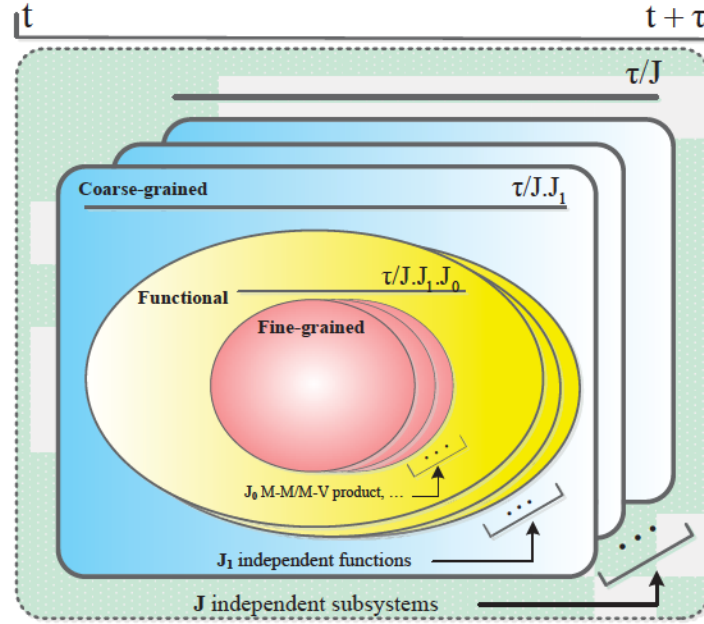 t t + τ
τ/J
Coarse-grained τ/J.J₁
τ/J.J₁.J₀
Functional
Fine-grained
...
J₀ M-M/M-V product, ...
...
J₁ independent functions
...
J independent subsystems